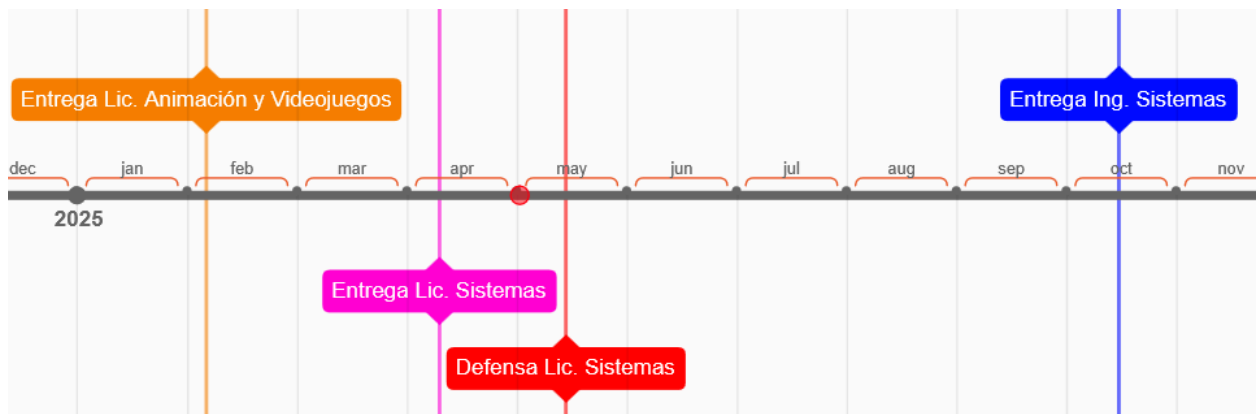 Entrega Lic. Animación y Videojuegos
Entrega Ing. Sistemas
dec jan feb mar apr may jun jul aug sep oct nov
2025
Entrega Lic. Sistemas
Defensa Lic. Sistemas